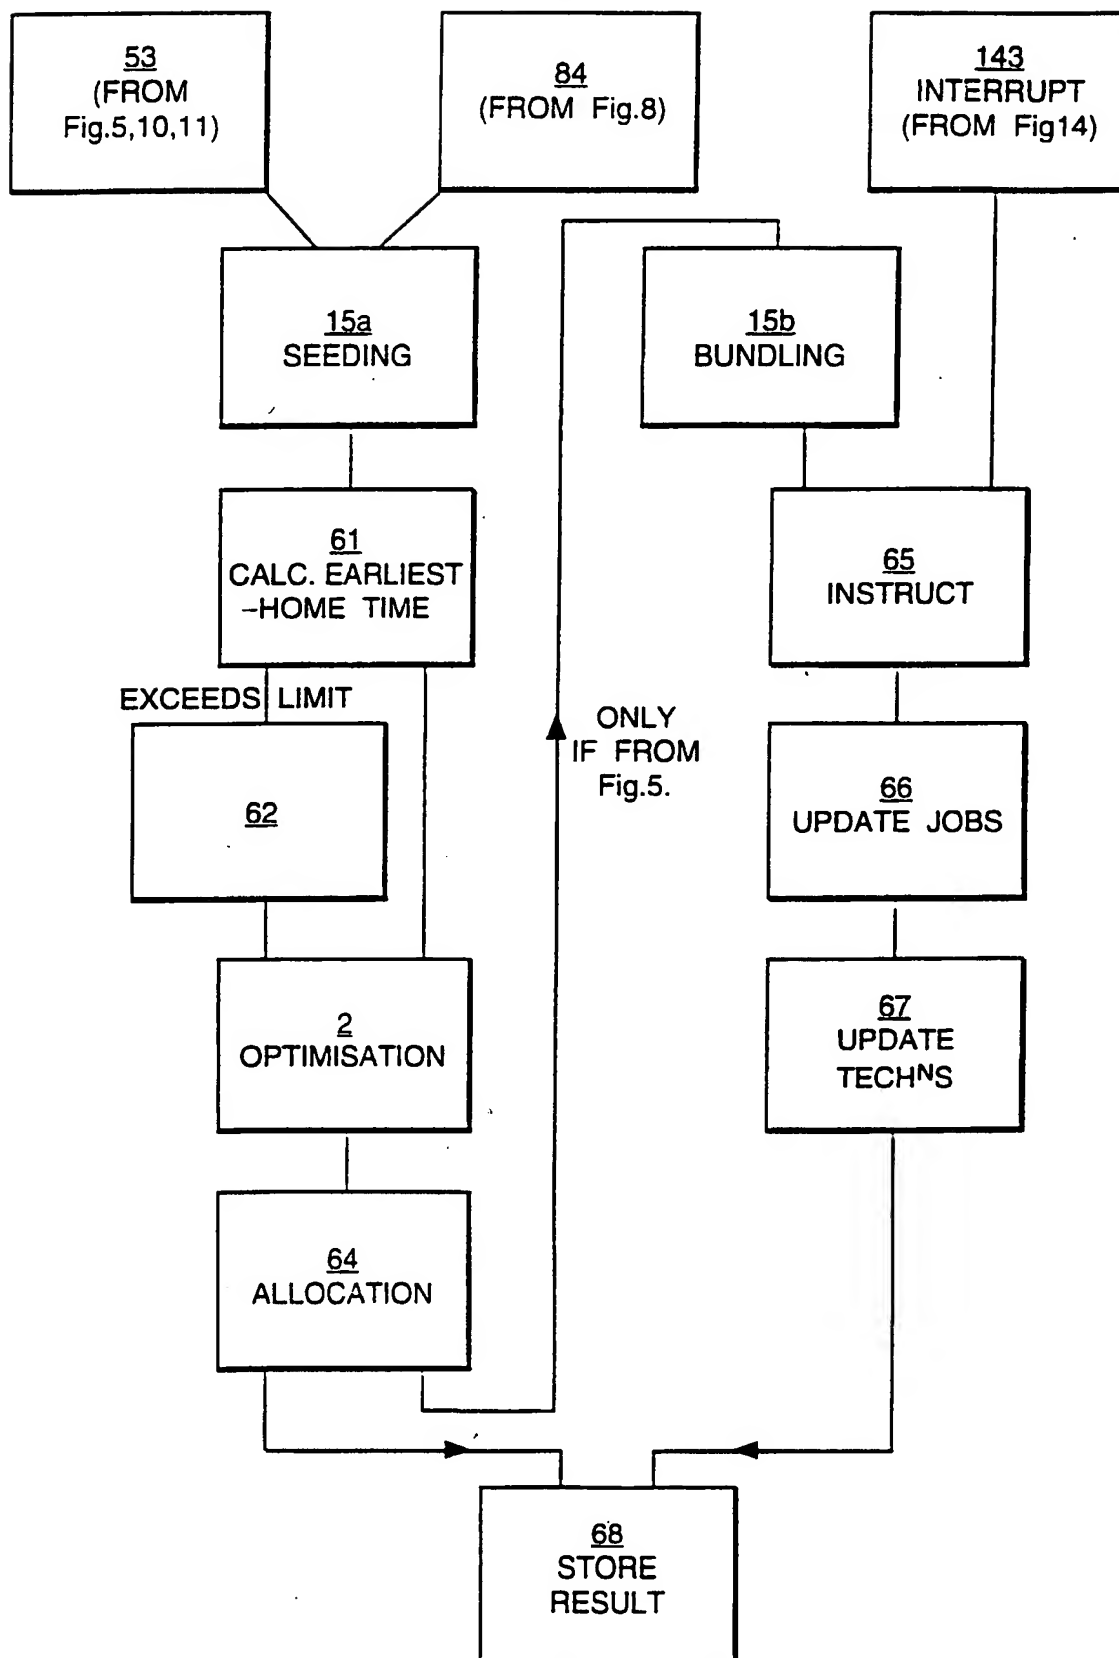 53
(FROM
Fig.5,10,11)
84
(FROM Fig.8)
143
INTERRUPT
(FROM Fig14)
15a
SEEDING
15b
BUNDLING
61
CALC. EARLIEST
-HOME TIME
65
INSTRUCT
EXCEEDS LIMIT
ONLY
IF FROM
Fig.5.
62
66
UPDATE JOBS
2
OPTIMISATION
67
UPDATE
TECHᴺS
64
ALLOCATION
68
STORE
RESULT